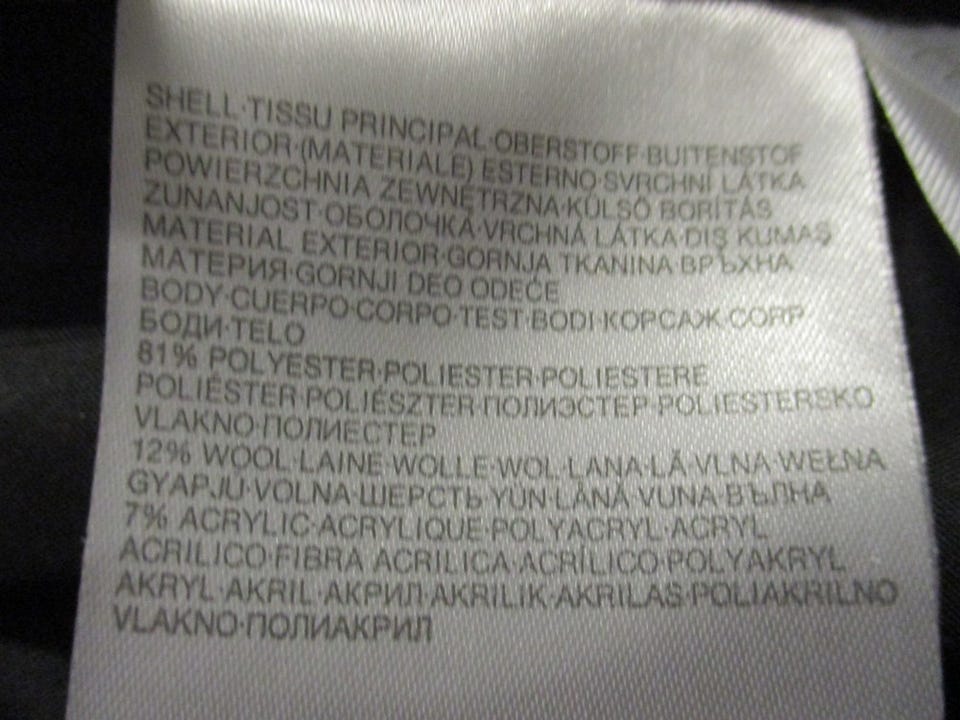 SHELL·TISSU PRINCIPAL·OBERSTOFF·BUITENSTOF
EXTERIOR·(MATERIALE) ESTERNO·SVRCHNÍ LÁTKA
POWIERZCHNIA ZEWNĘTRZNA·KÜLSŐ BORÍTÁS
ZUNANJOST·ОБОЛОЧКА·VRCHNÁ LÁTKA·DIŞ KUMAŞ
MATERIAL EXTERIOR·GORNJA TKANINA·ВРЪХНА
МАТЕРИЯ·GORNJI DEO ODEĆE
BODY·CUERPO·CORPO·TEST·BODI·КОРСАЖ·CORP
БОДИ·TELO
81% POLYESTER·POLIESTER·POLIESTERE
POLIÉSTER·POLIÉSZTER·ПОЛИЭСТЕР·POLIESTERSKO
VLAKNO·ПОЛИЕСТЕР
12% WOOL·LAINE·WOLLE·WOL·LANA·LÃ·VLNA·WEŁNA
GYAPJÚ·VOLNA·ШЕРСТЬ·YÜN·LÂNĂ·VUNA·ВЪЛНА
7% ACRYLIC·ACRYLIQUE·POLYACRYL·ACRYL
ACRILICO·FIBRA ACRILICA·ACRÍLICO·POLYAKRYL
AKRYL·AKRIL·АКРИЛ·AKRILIK·AKRILAS·POLIAKRILNO
VLAKNO·ПОЛИАКРИЛ